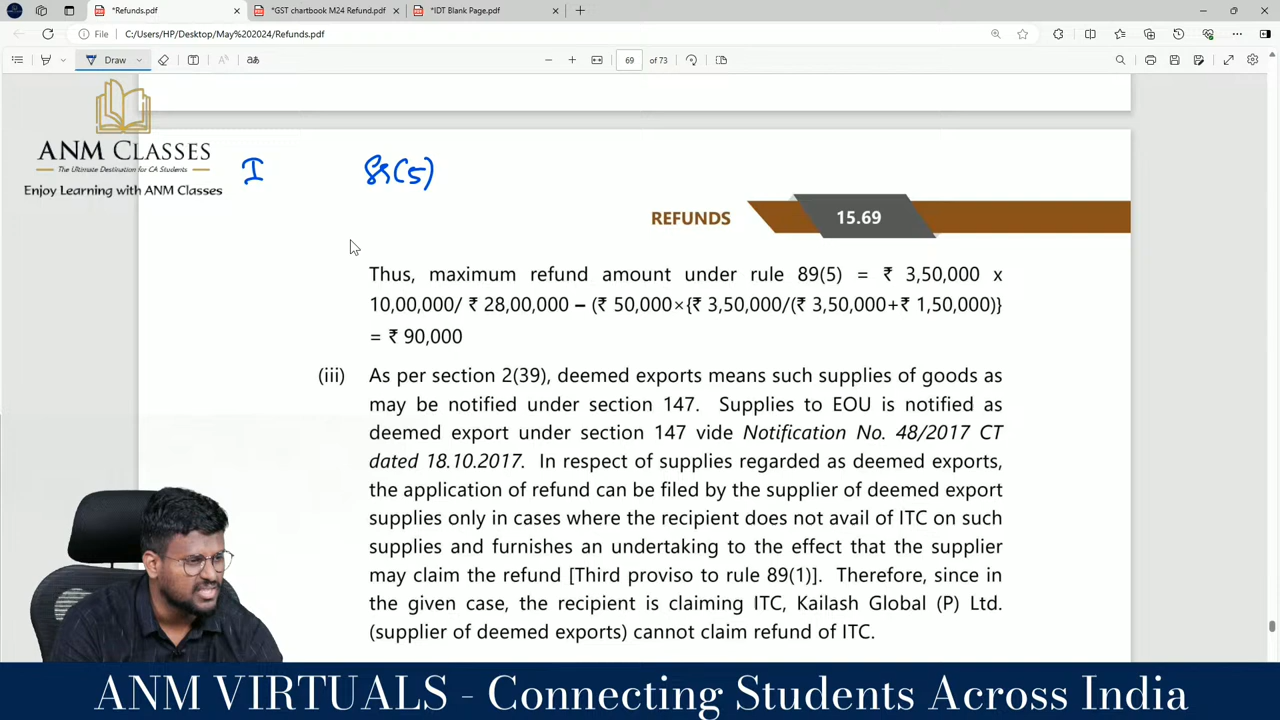 *Refunds.pdf
*GST chartbook M24 Refund.pdf
*IDT Blank Page.pdf
File
C:/Users/HP/Desktop/May%202024/Refunds.pdf
Draw
69 of 73
ANM CLASSES
The Ultimate Destination for CA Students
Enjoy Learning with ANM Classes
I 89(5)
REFUNDS 15.69
Thus, maximum refund amount under rule 89(5) = ₹ 3,50,000 x
10,00,000/ ₹ 28,00,000 – (₹ 50,000×{₹ 3,50,000/(₹ 3,50,000+₹ 1,50,000)}
= ₹ 90,000
(iii) As per section 2(39), deemed exports means such supplies of goods as
may be notified under section 147. Supplies to EOU is notified as
deemed export under section 147 vide Notification No. 48/2017 CT
dated 18.10.2017. In respect of supplies regarded as deemed exports,
the application of refund can be filed by the supplier of deemed export
supplies only in cases where the recipient does not avail of ITC on such
supplies and furnishes an undertaking to the effect that the supplier
may claim the refund [Third proviso to rule 89(1)]. Therefore, since in
the given case, the recipient is claiming ITC, Kailash Global (P) Ltd.
(supplier of deemed exports) cannot claim refund of ITC.
ANM VIRTUALS - Connecting Students Across India